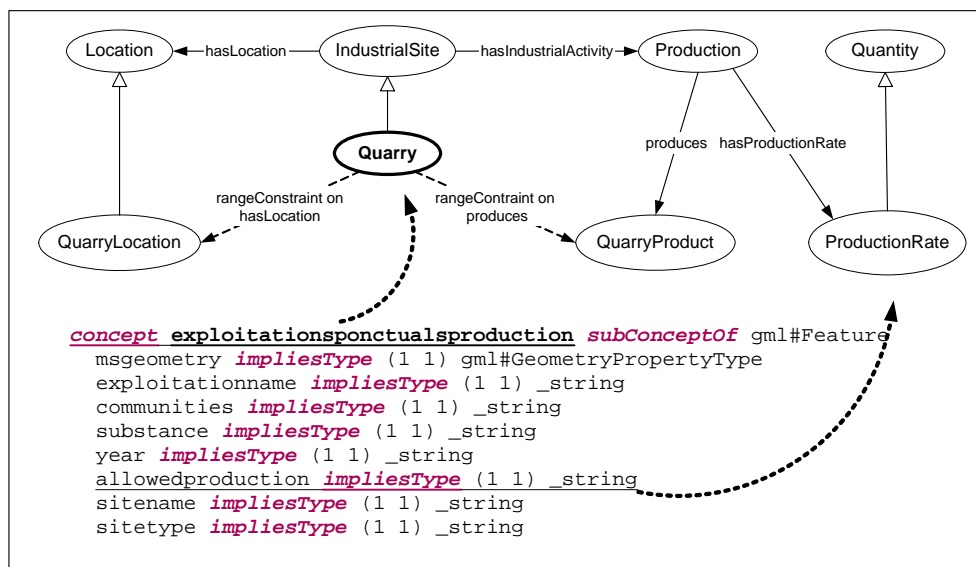 Location
hasLocation
IndustrialSite
hasIndustrialActivity
Production
Quantity
Quarry
produces
hasProductionRate
rangeConstraint on
hasLocation
rangeContraint on
produces
QuarryLocation
QuarryProduct
ProductionRate
concept exploitationsponctualsproduction subConceptOf gml#Feature
msgeometry impliesType (1 1) gml#GeometryPropertyType
exploitationname impliesType (1 1) _string
communities impliesType (1 1) _string
substance impliesType (1 1) _string
year impliesType (1 1) _string
allowedproduction impliesType (1 1) _string
sitename impliesType (1 1) _string
sitetype impliesType (1 1) _string